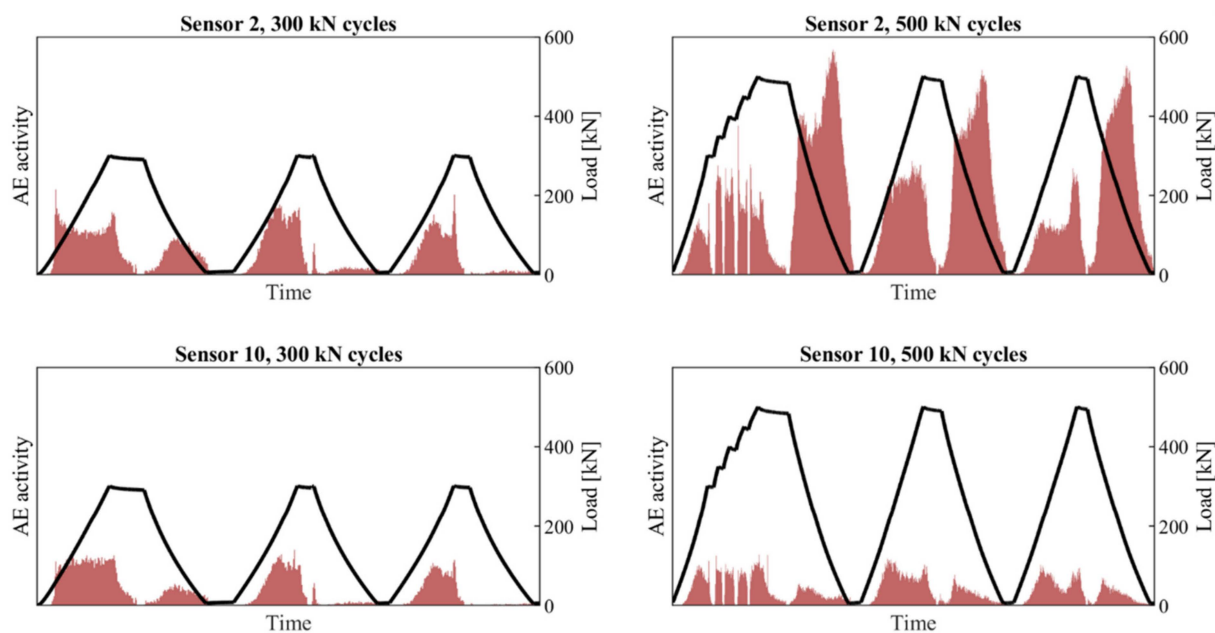 Sensor 2, 300 kN cycles
AE activity
600
400
200
0
Load [kN]
Time
Sensor 2, 500 kN cycles
AE activity
600
400
200
0
Load [kN]
Time
Sensor 10, 300 kN cycles
AE activity
600
400
200
0
Load [kN]
Time
Sensor 10, 500 kN cycles
AE activity
600
400
200
0
Load [kN]
Time